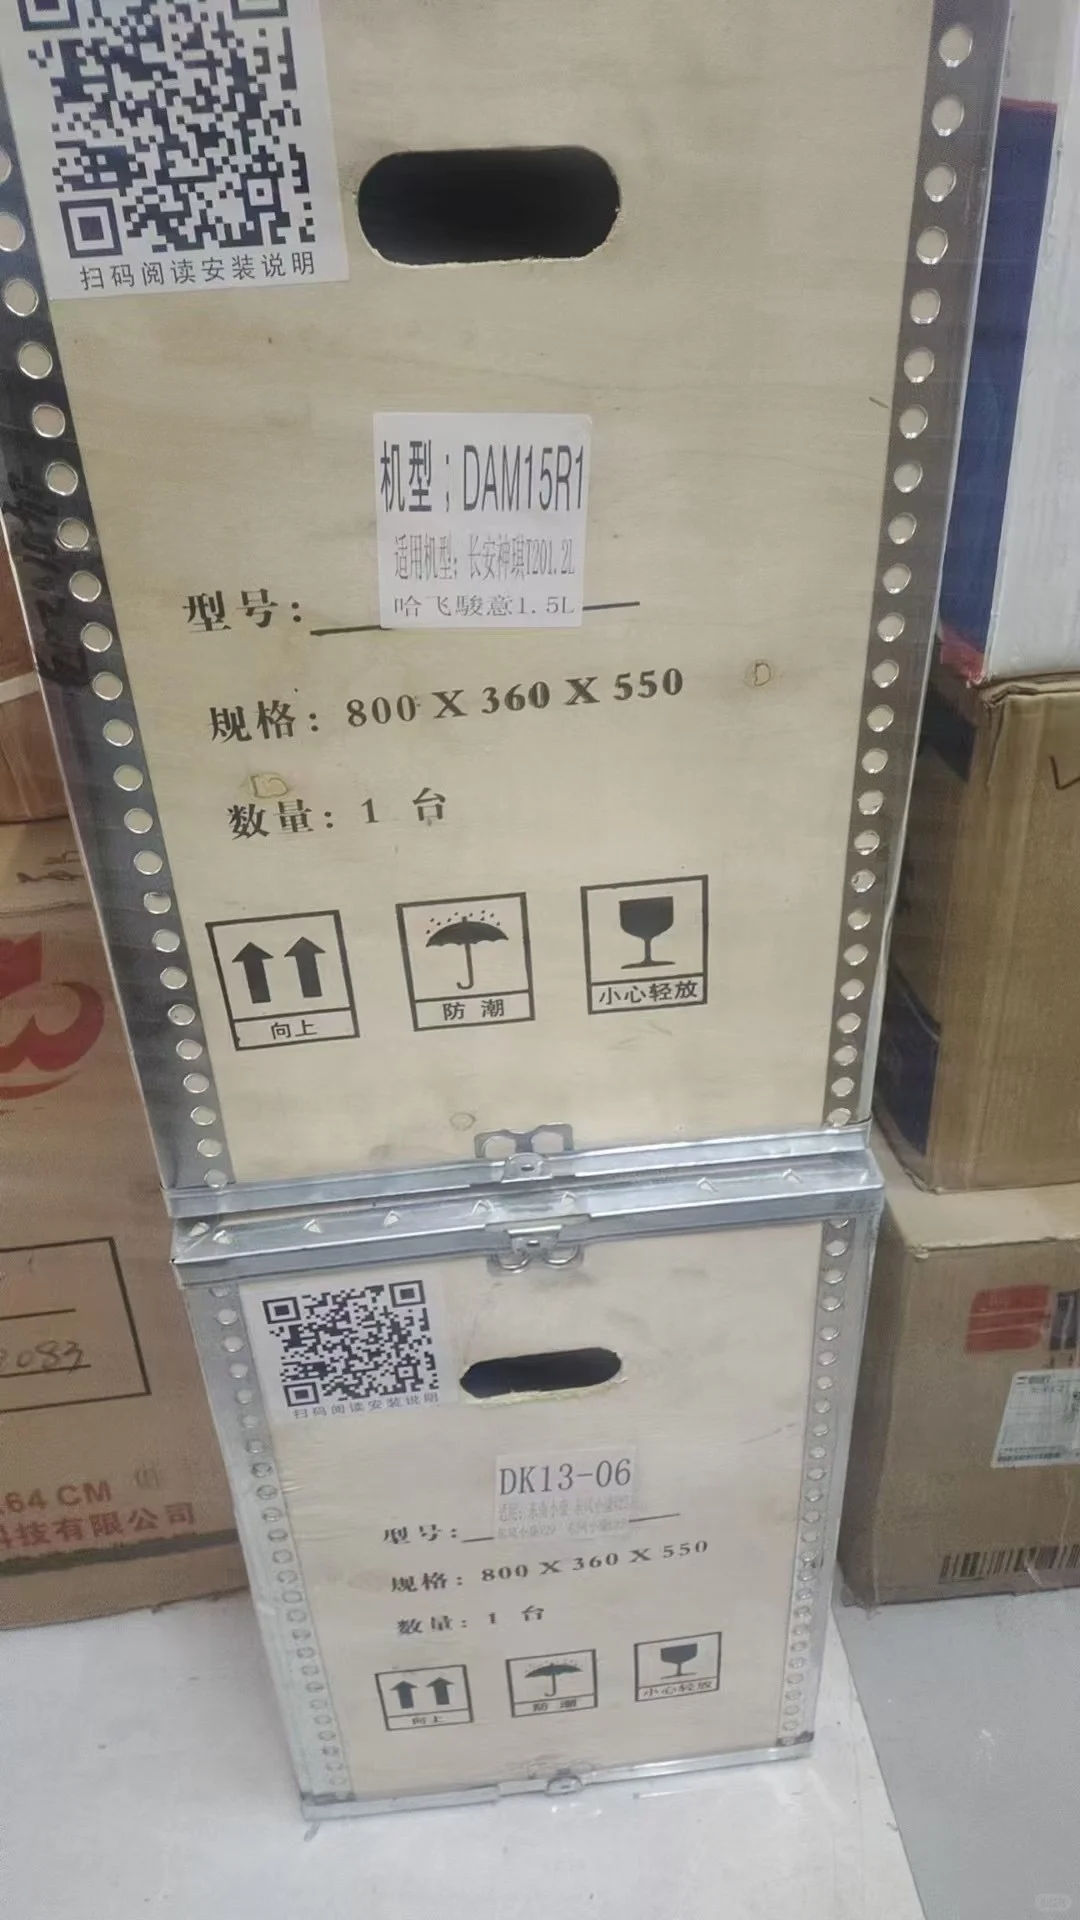 扫码阅读安装说明
机型：DAM15R1
适用机型：长安神琪T201.2L
哈飞駿意1.5L
型号：
规格：800 X 360 X 550
数量：1 台
向上
防 潮
小心轻放
扫码阅读安装说明
DK13-06
型号：
规格：800 X 360 X 550
数量：1 台
向上
防 潮
小心轻放
64 CM
科技有限公司